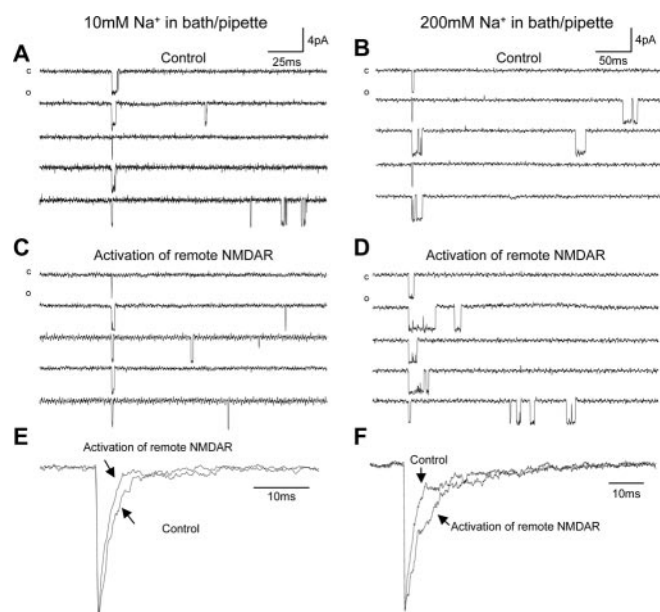 10mM Na⁺ in bath/pipette
200mM Na⁺ in bath/pipette
A
Control
4pA
25ms
B
Control
4pA
50ms
c
o
c
o
C
Activation of remote NMDAR
D
Activation of remote NMDAR
c
o
c
o
E
Activation of remote NMDAR
Control
10ms
F
Control
Activation of remote NMDAR
10ms